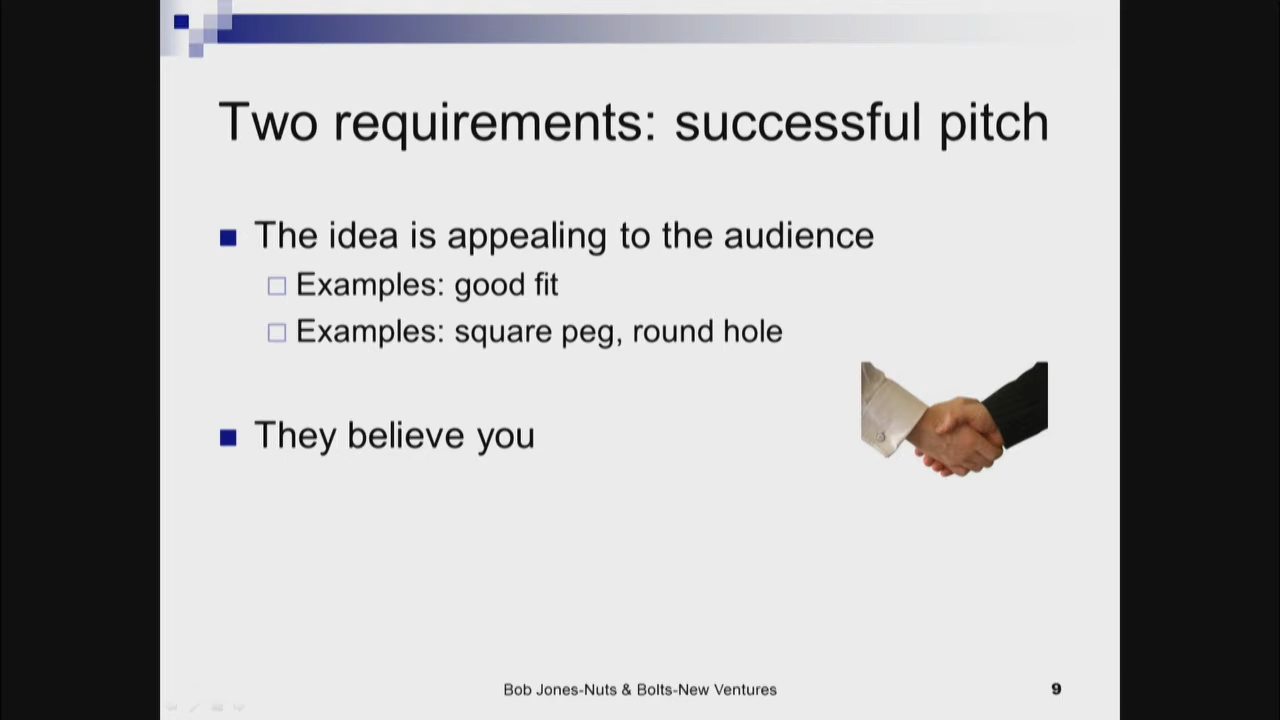 Two requirements: successful pitch
The idea is appealing to the audience
Examples: good fit
Examples: square peg, round hole
They believe you
Bob Jones-Nuts & Bolts-New Ventures
9